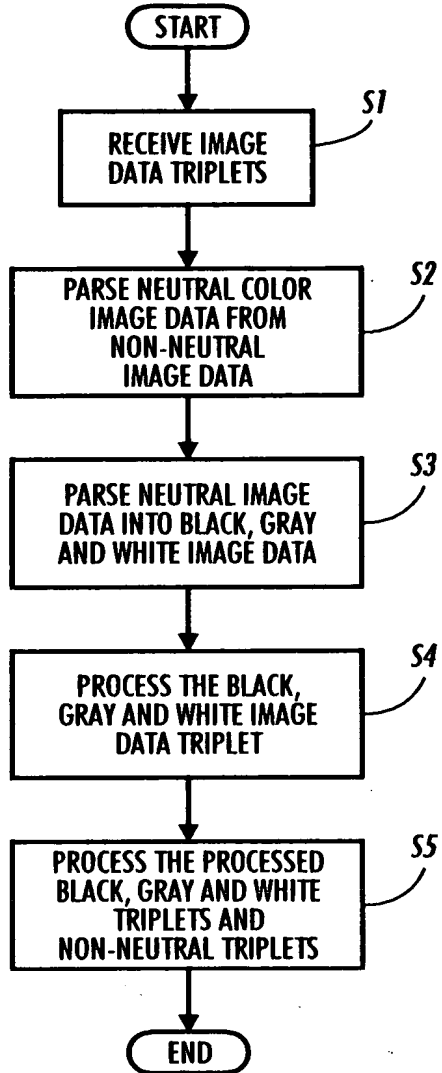 START
S1
RECEIVE IMAGE
DATA TRIPLETS
S2
PARSE NEUTRAL COLOR
IMAGE DATA FROM
NON-NEUTRAL
IMAGE DATA
S3
PARSE NEUTRAL IMAGE
DATA INTO BLACK, GRAY
AND WHITE IMAGE DATA
S4
PROCESS THE BLACK,
GRAY AND WHITE IMAGE
DATA TRIPLET
S5
PROCESS THE PROCESSED
BLACK, GRAY AND WHITE
TRIPLETS AND
NON-NEUTRAL TRIPLETS
END